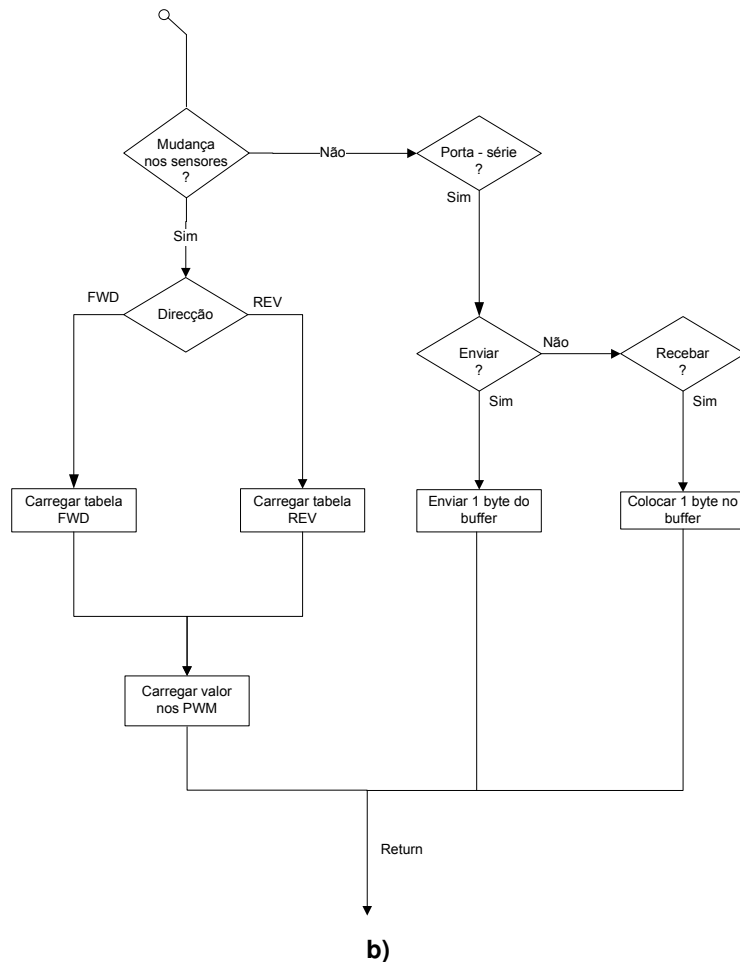 Mudança
nos sensores
?
Não
Porta - série
?
Sim
Sim
FWD
Direcção
REV
Enviar
?
Não
Recebar
?
Sim
Sim
Carregar tabela
FWD
Carregar tabela
REV
Enviar 1 byte do
buffer
Colocar 1 byte no
buffer
Carregar valor
nos PWM
Return
b)